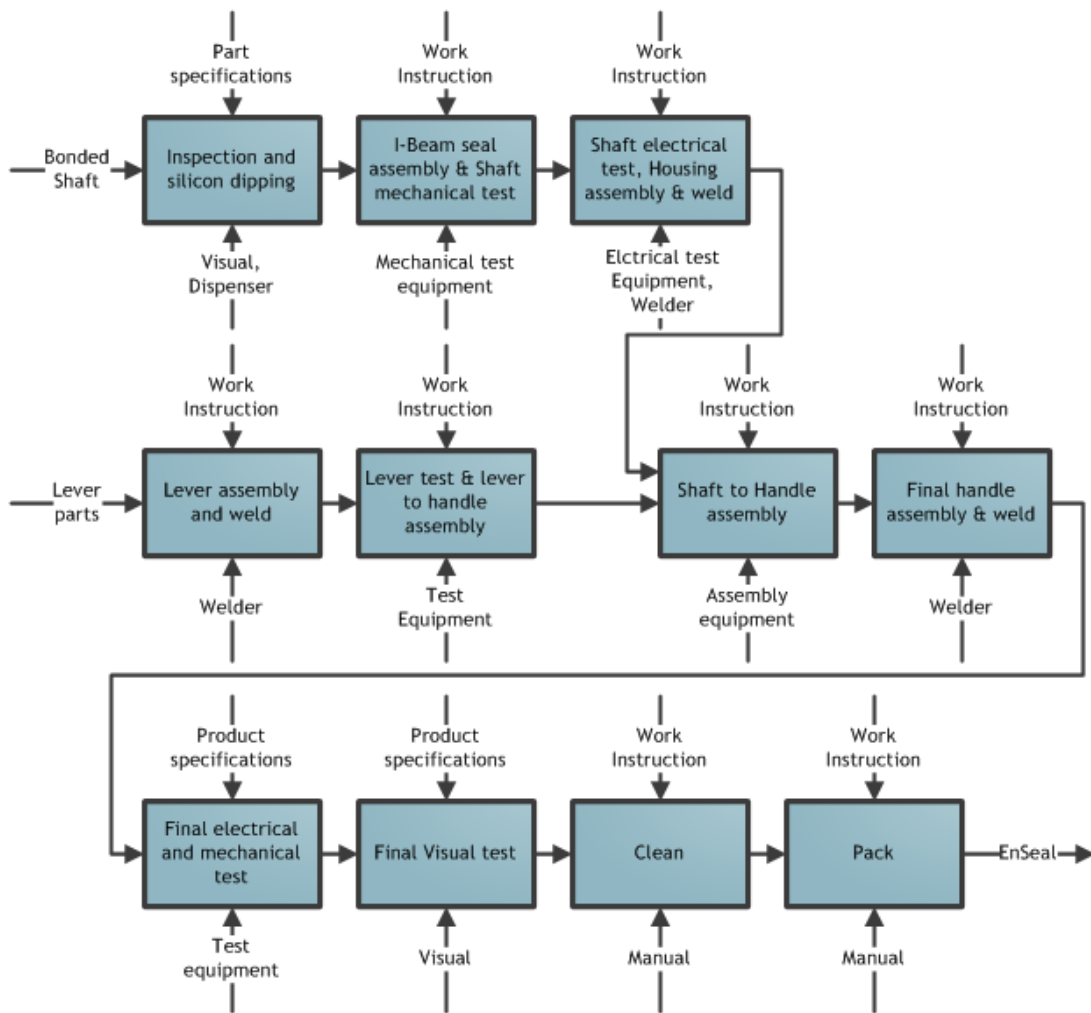 Part
specifications
Work
Instruction
Work
Instruction
Bonded
Shaft
Inspection and
silicon dipping
I-Beam seal
assembly & Shaft
mechanical test
Shaft electrical
test, Housing
assembly & weld
Visual,
Dispenser
Mechanical test
equipment
Elctrical test
Equipment,
Welder
Work
Instruction
Work
Instruction
Work
Instruction
Work
Instruction
Lever
parts
Lever assembly
and weld
Lever test & lever
to handle
assembly
Shaft to Handle
assembly
Final handle
assembly & weld
Welder
Test
Equipment
Assembly
equipment
Welder
Product
specifications
Product
specifications
Work
Instruction
Work
Instruction
Final electrical
and mechanical
test
Final Visual test
Clean
Pack
EnSeal
Test
equipment
Visual
Manual
Manual